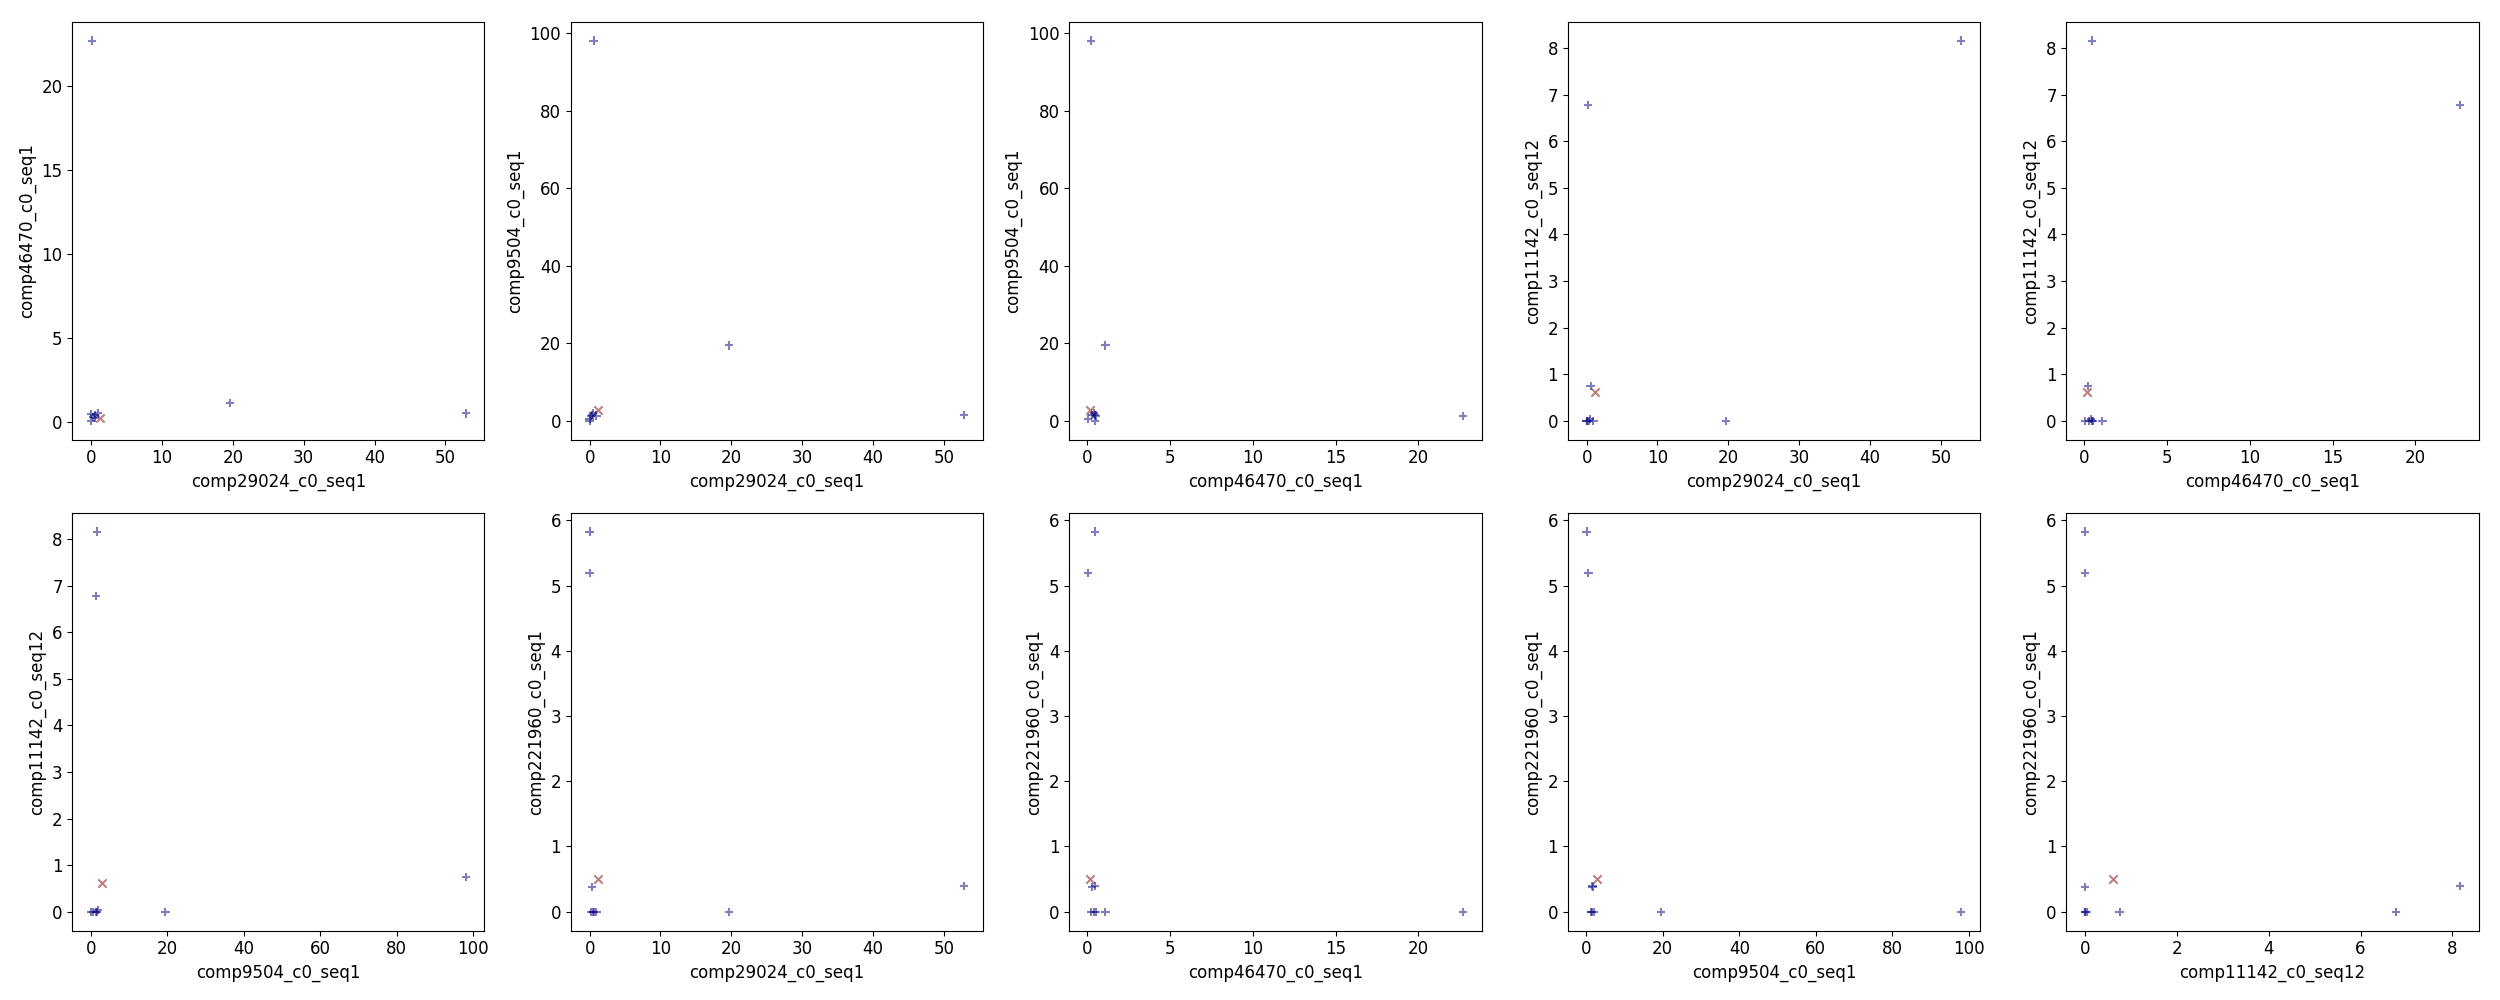 comp46470_c0_seq1
20
15
10
5
0
0 10 20 30 40 50
comp29024_c0_seq1
comp9504_c0_seq1
100
80
60
40
20
0
0 10 20 30 40 50
comp29024_c0_seq1
comp9504_c0_seq1
100
80
60
40
20
0
0 5 10 15 20
comp46470_c0_seq1
comp11142_c0_seq12
8
7
6
5
4
3
2
1
0
0 10 20 30 40 50
comp29024_c0_seq1
comp11142_c0_seq12
8
7
6
5
4
3
2
1
0
0 5 10 15 20
comp46470_c0_seq1
comp11142_c0_seq12
8
7
6
5
4
3
2
1
0
0 20 40 60 80 100
comp9504_c0_seq1
comp221960_c0_seq1
6
5
4
3
2
1
0
0 10 20 30 40 50
comp29024_c0_seq1
comp221960_c0_seq1
6
5
4
3
2
1
0
0 5 10 15 20
comp46470_c0_seq1
comp221960_c0_seq1
6
5
4
3
2
1
0
0 20 40 60 80 100
comp9504_c0_seq1
comp221960_c0_seq1
6
5
4
3
2
1
0
0 2 4 6 8
comp11142_c0_seq12